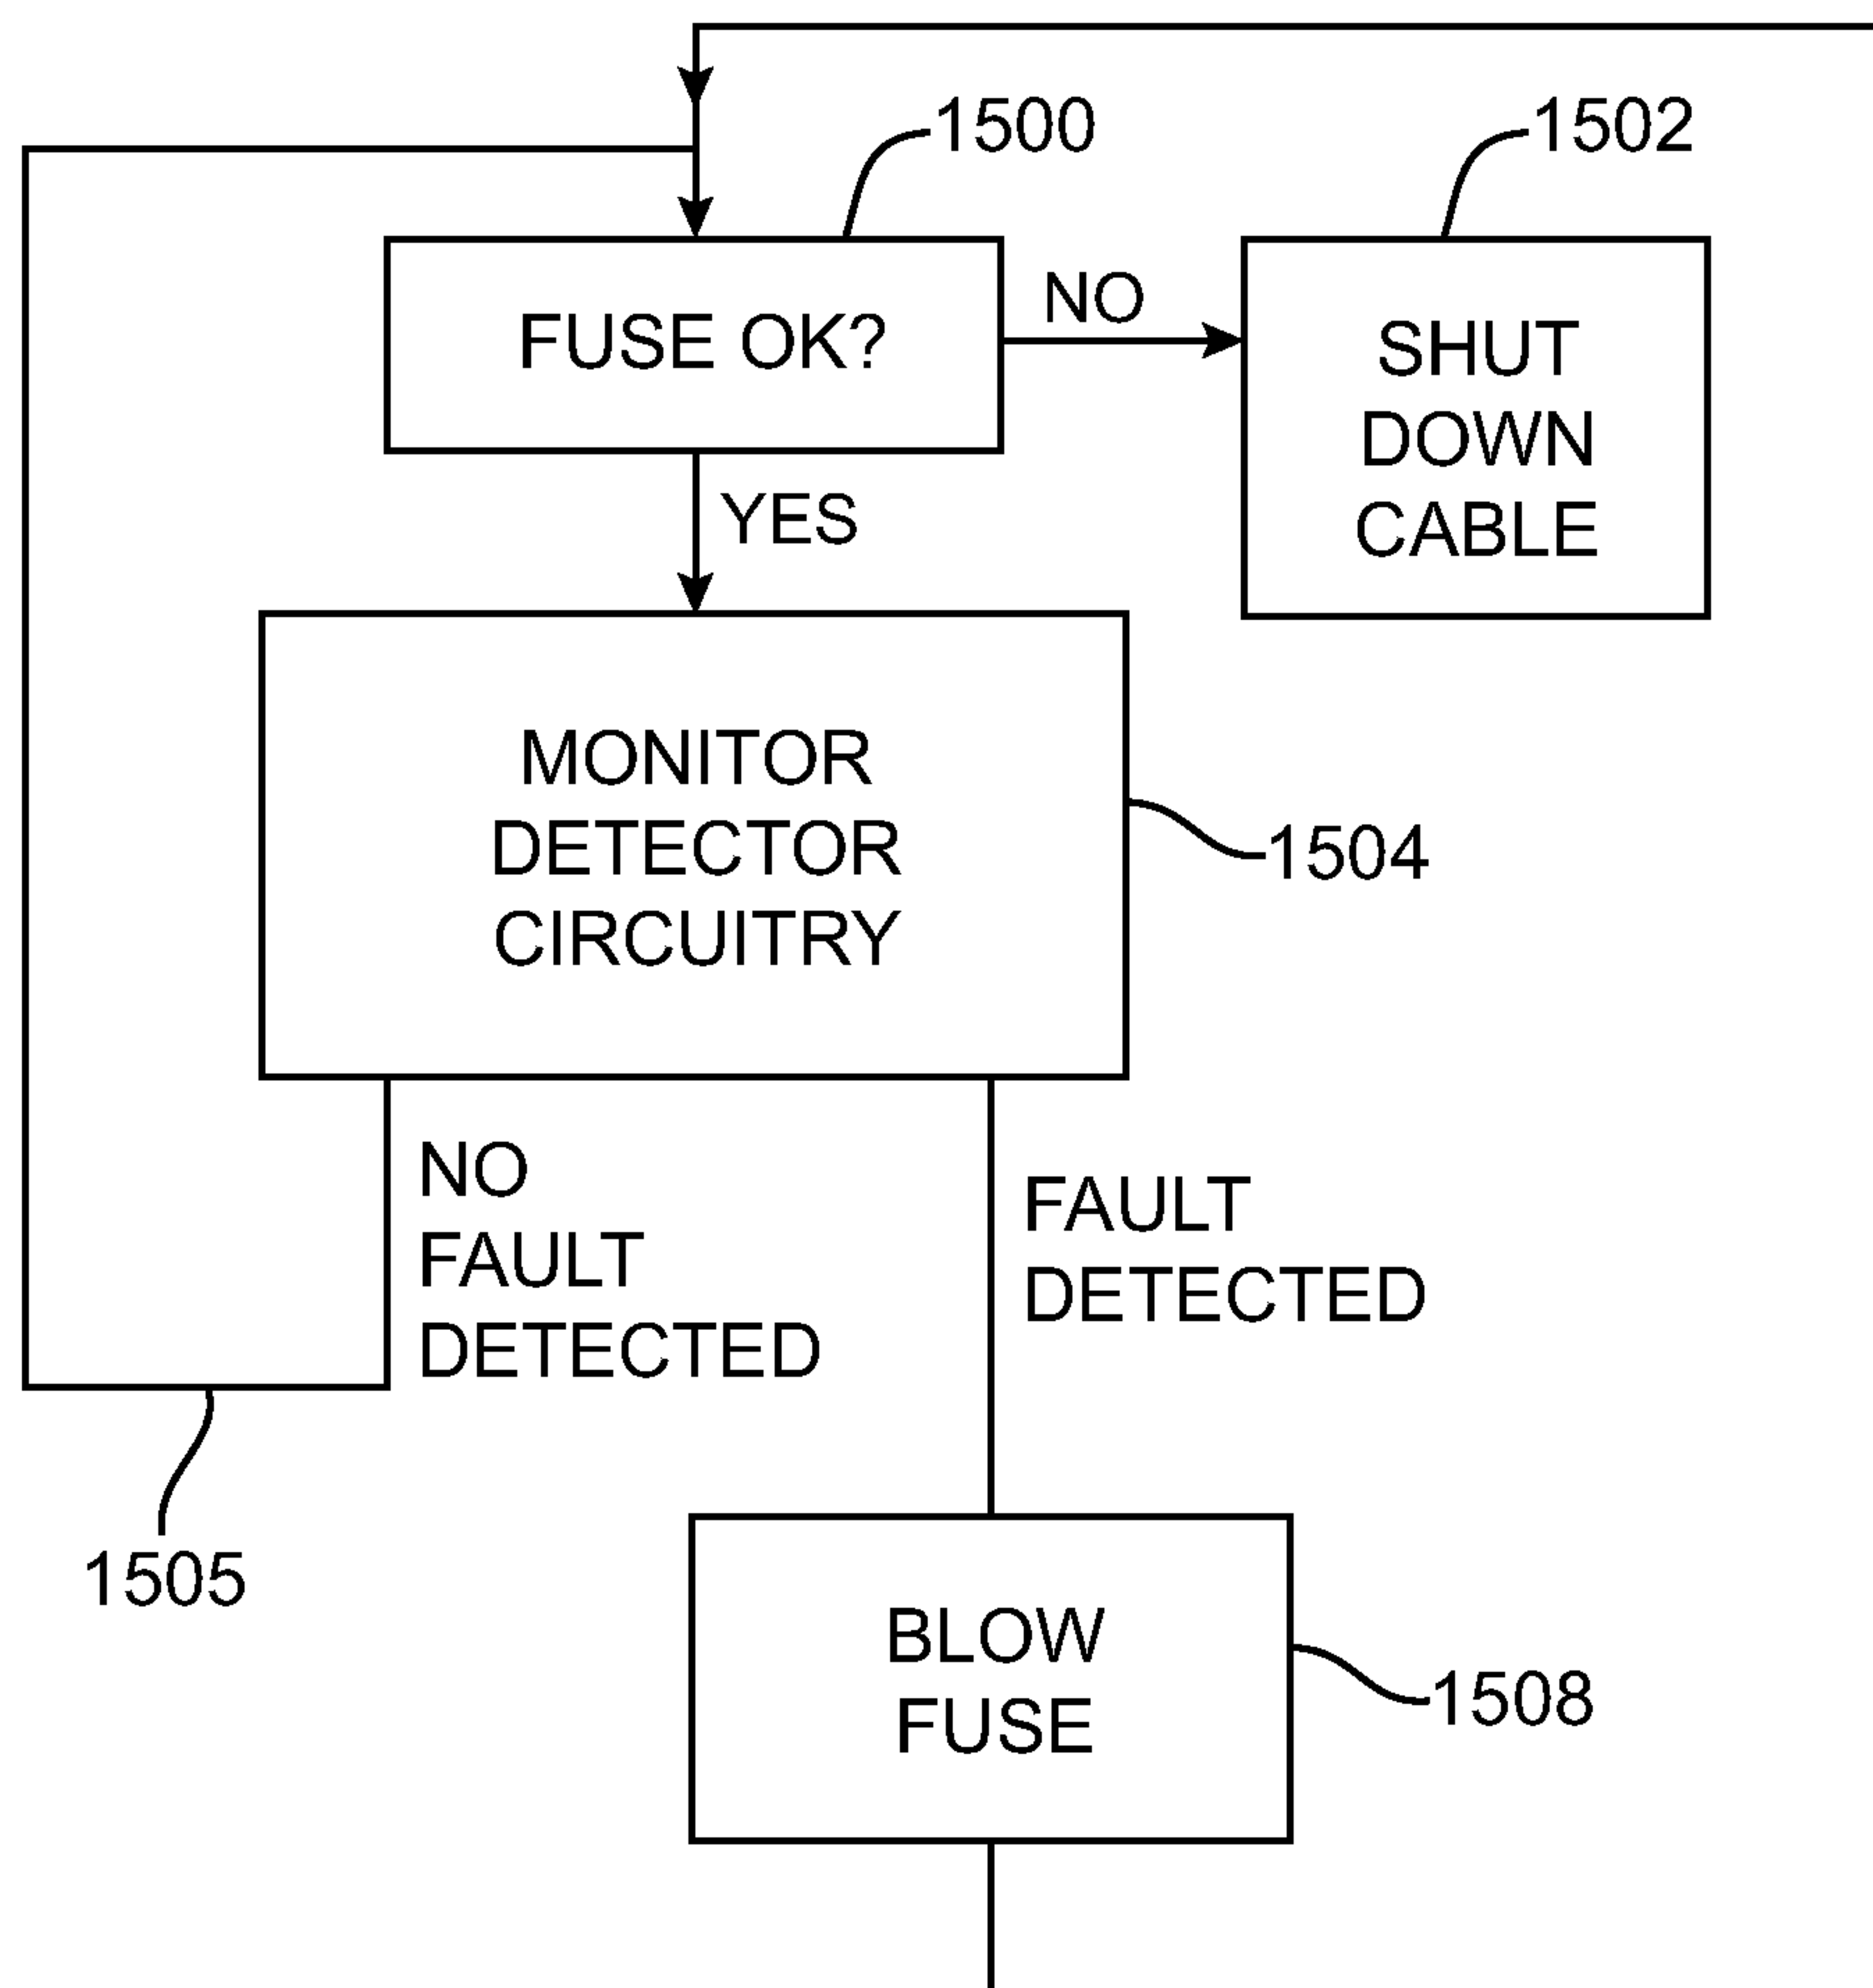 1500
1502
FUSE OK?
NO
SHUT
DOWN
CABLE
YES
MONITOR
DETECTOR
CIRCUITRY
1504
NO
FAULT
DETECTED
FAULT
DETECTED
1505
BLOW
FUSE
1508